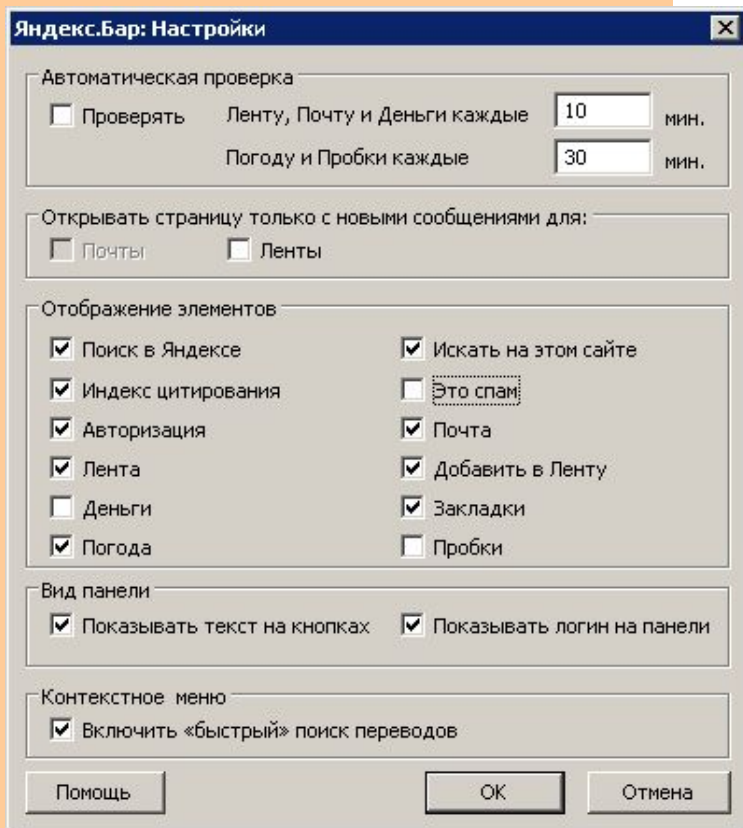 Яндекс.Бар: Настройки
Автоматическая проверка
Проверять Ленту, Почту и Деньги каждые 10 мин.
Погоду и Пробки каждые 30 мин.
Открывать страницу только с новыми сообщениями для:
Почты Ленты
Отображение элементов
Поиск в Яндексе Искать на этом сайте
Индекс цитирования Это спам
Авторизация Почта
Лента Добавить в Ленту
Деньги Закладки
Погода Пробки
Вид панели
Показывать текст на кнопках Показывать логин на панели
Контекстное меню
Включить «быстрый» поиск переводов
Помощь OK Отмена